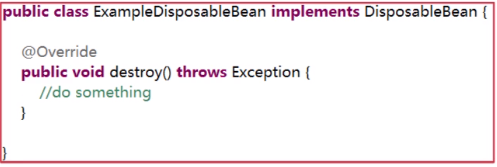 public class ExampleDisposableBean implements DisposableBean {
@Override
public void destroy() throws Exception {
//do something
}
}